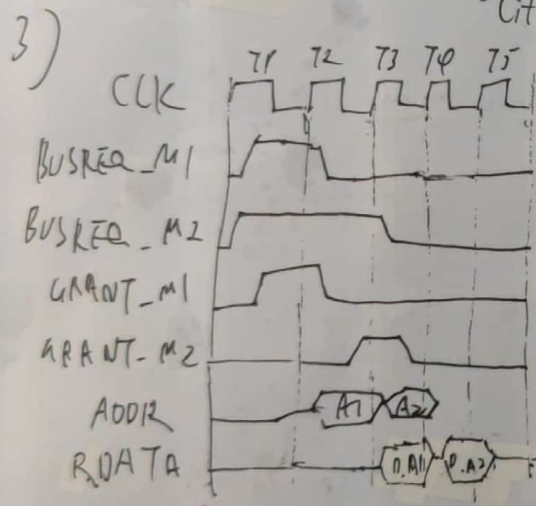 3)
T1 T2 T3 T4 T5
CLK
BUSREQ_M1
BUSREQ_M2
GRANT_M1
GRANT_M2
ADDR A1 A2
RDATA D.A1 D.A2